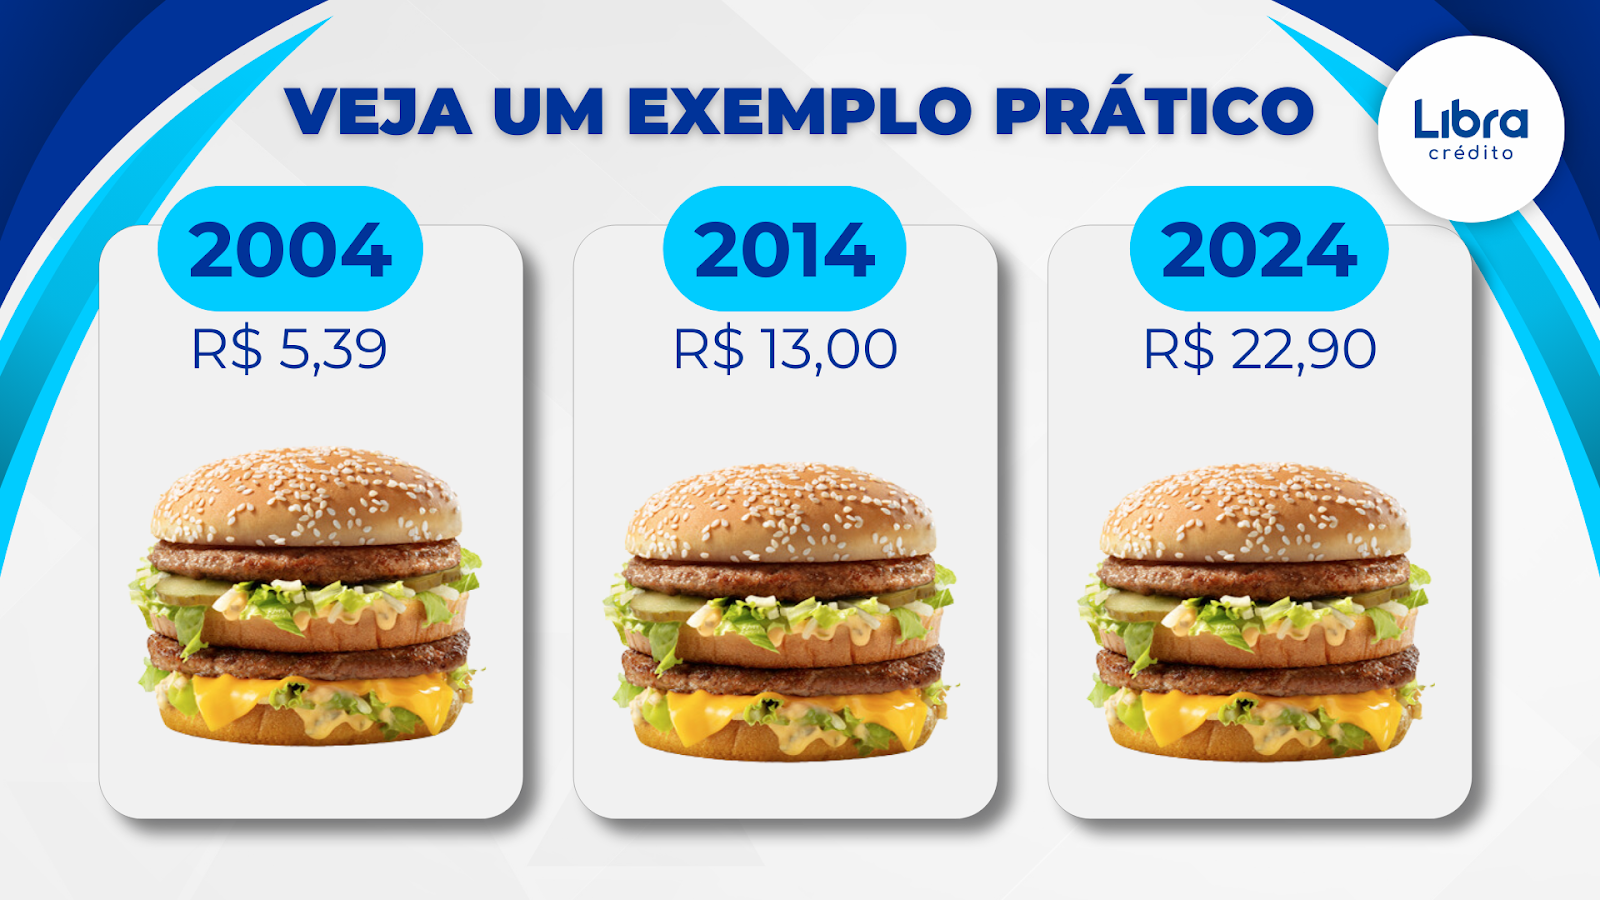 VEJA UM EXEMPLO PRÁTICO
Libra
crédito
2004
R$ 5,39
2014
R$ 13,00
2024
R$ 22,90